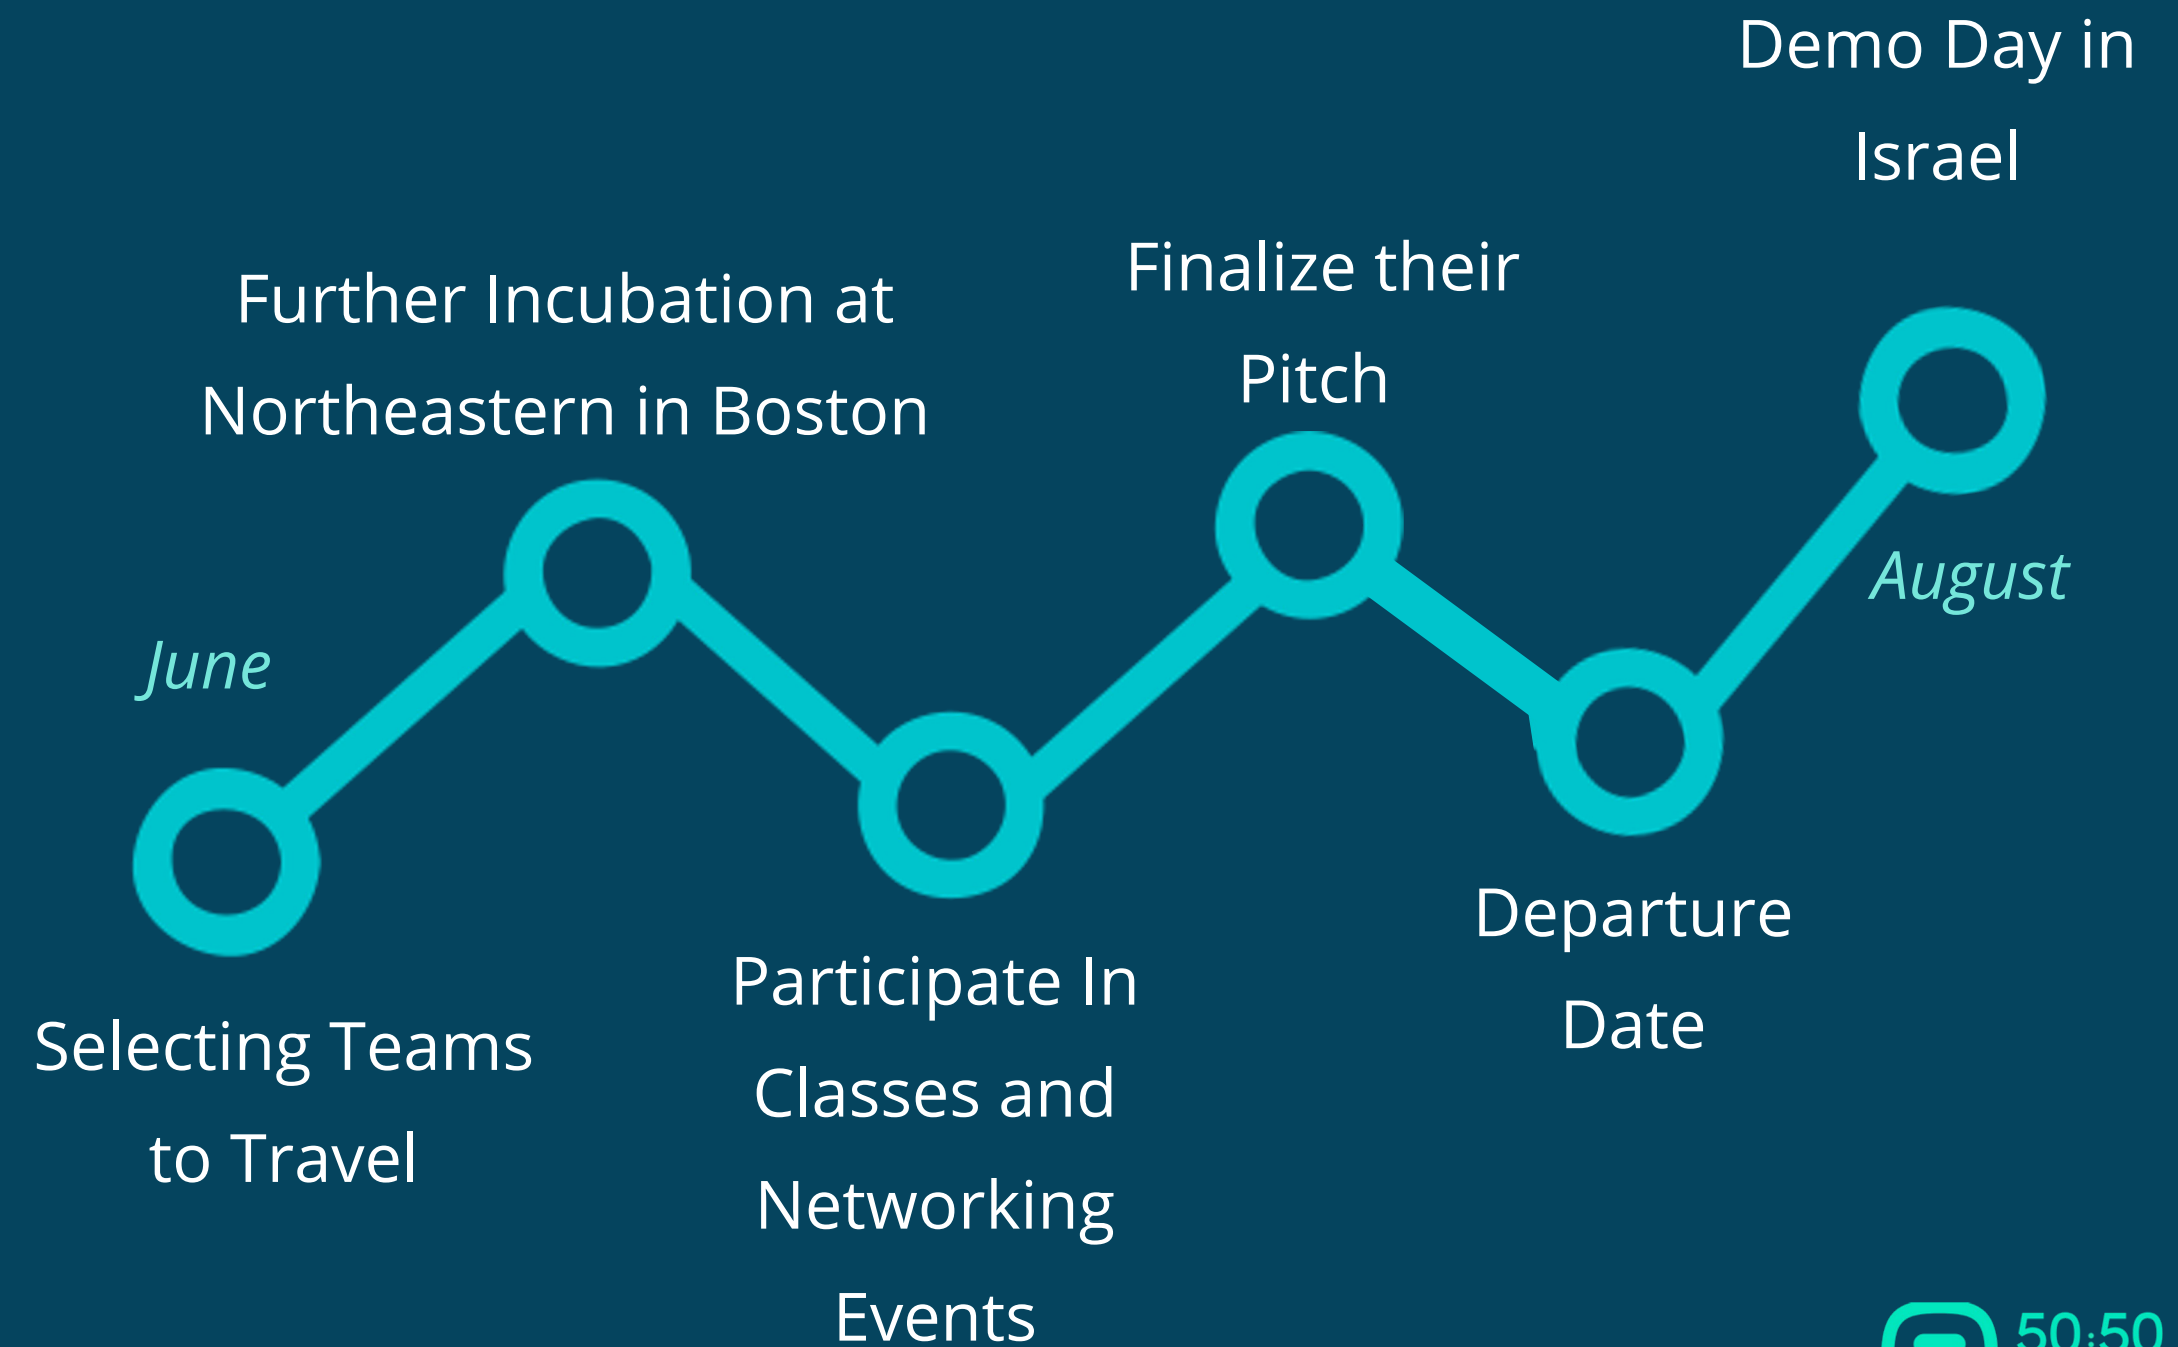 Demo Day in
Israel
Finalize their
Pitch
Further Incubation at
Northeastern in Boston
June
August
Selecting Teams
to Travel
Participate In
Classes and
Networking
Events
Departure
Date
50:50